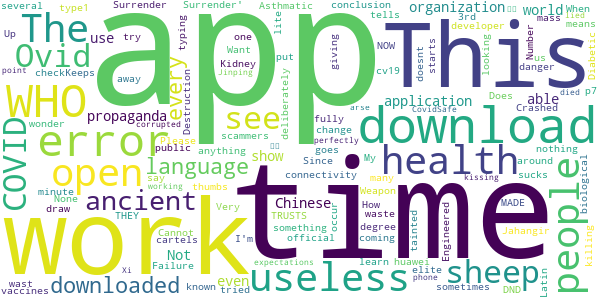 several type1 Surrender Surrender' Asthmatic lite conclusion tells organization 3rd developer world When means
Up The use try typing app one Want Kidney Jinping giving NOW This mass us danger Number lied Diabetic
Ovid checkKeeps away every put looking doesnt starts
WHO propaganda Destruction see deliberately cv19 application Does able Crashed died p7
COVID error wonder public corrupted Please scammers fully change download nothing
language anything perfectly arse CovidSafe health around biological
open say working show Since goes connectivity My many sucks people
minute None thumbs time kissing Weapon
draw ancient Chinese TRUSTS How waste tainted Engineered MADE
work THEY Very something official occur degree coming Jahangir
Not Cannot cartels I'm expectations learn huawei
wast vaccines Xi Failure downloaded known even tried useless elite phone sometimes sheep DND Latin
point